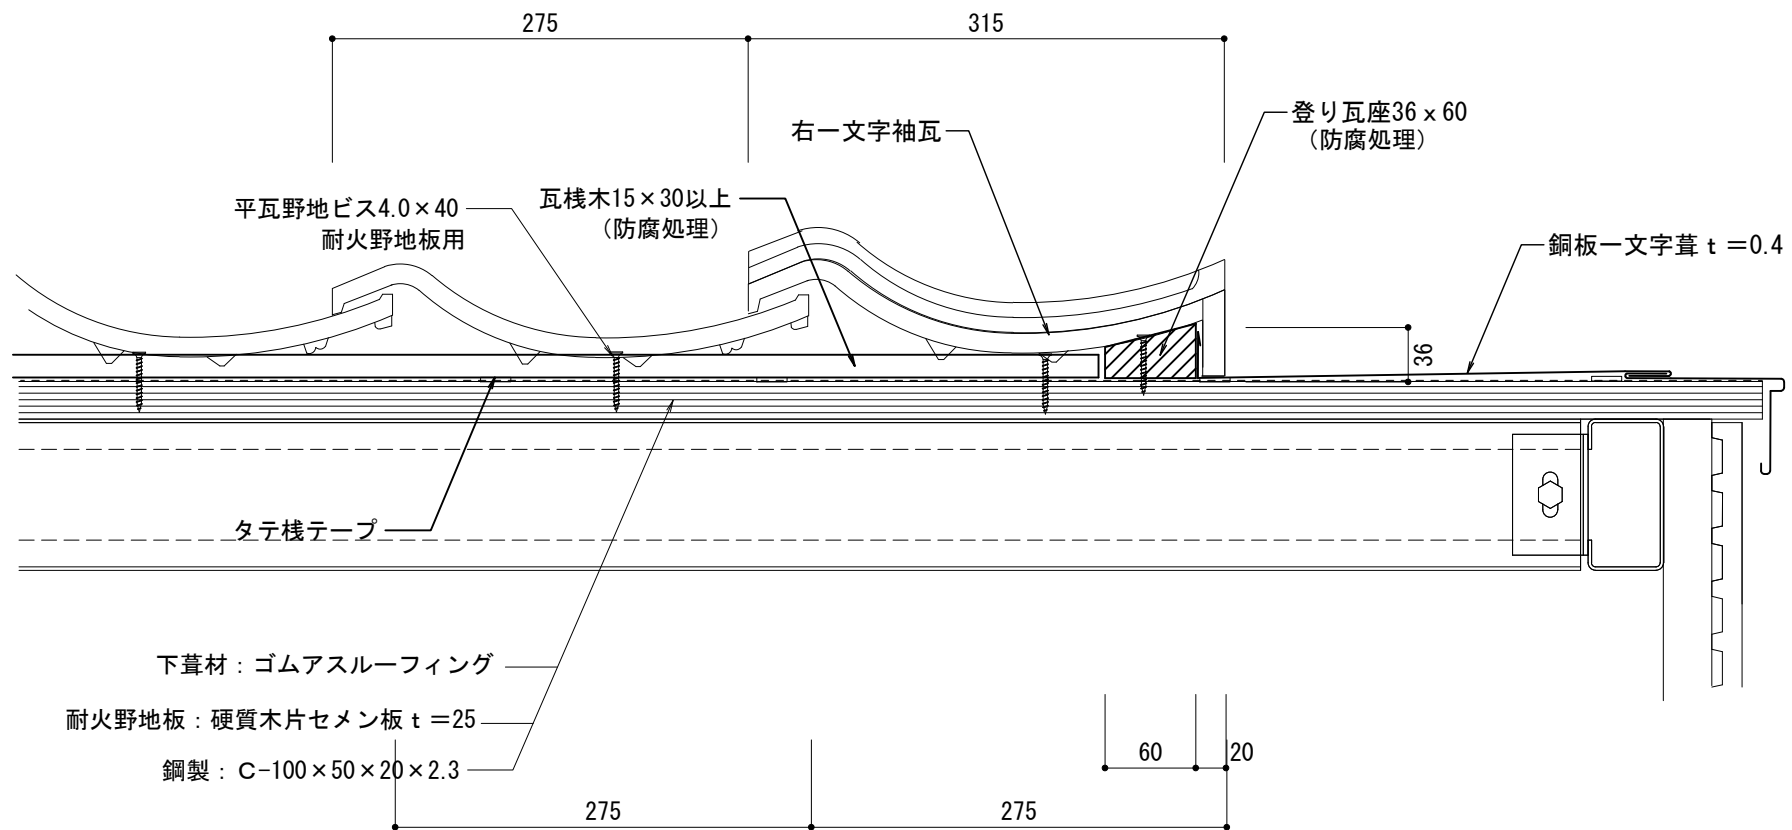 275
315
登り瓦座36ｘ60
（防腐処理）
右一文字袖瓦
瓦桟木15×30以上
（防腐処理）
平瓦野地ビス4.0×40
耐火野地板用
銅板一文字葺ｔ＝0.4
36
タテ桟テープ
下葺材：ゴムアスルーフィング
耐火野地板：硬質木片セメン板ｔ＝25
鋼製：C-100×50×20×2.3
60
20
275
275